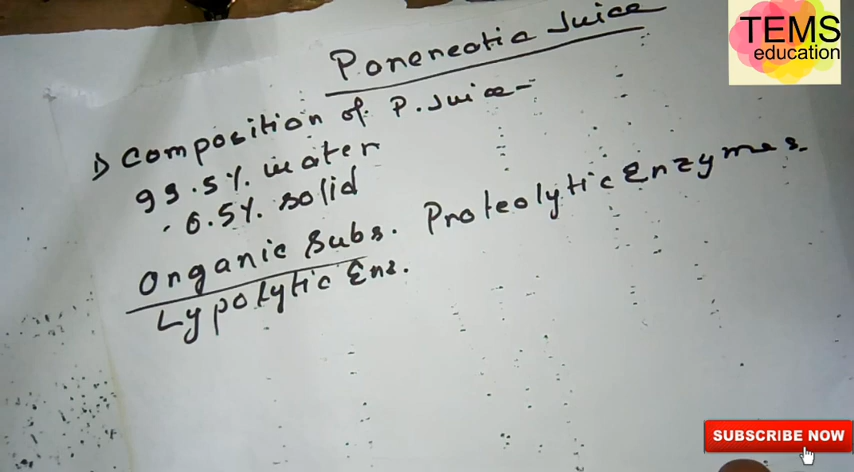 TEMS
education
Poncreatic Juice
1) Composition of P. Juice-
99.5% water
.0.5% solid
Organic Subs. Proteolytic Enzymes.
Lypolytic Enz.
SUBSCRIBE NOW